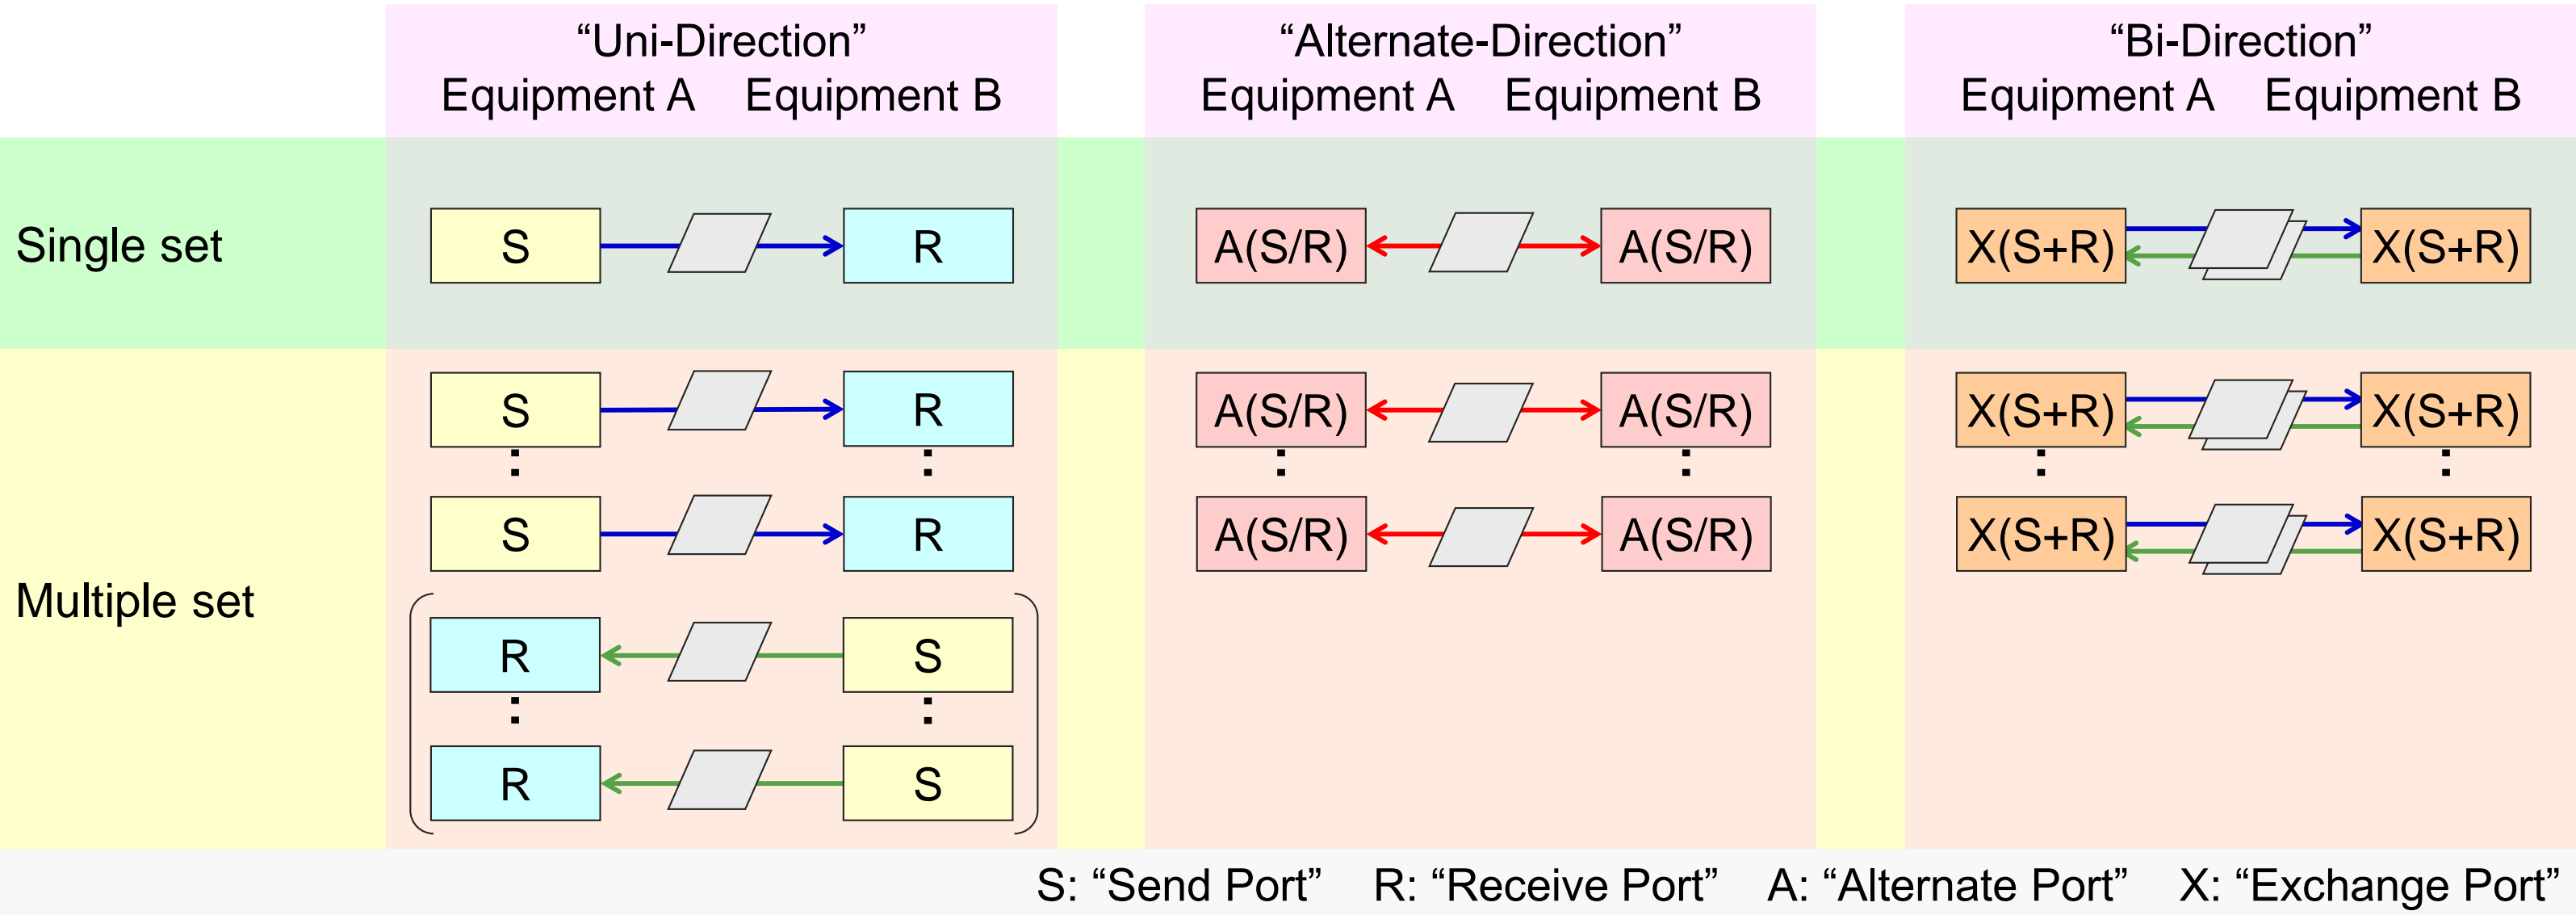 “Uni-Direction” “Alternate-Direction” “Bi-Direction”
Equipment A Equipment B Equipment A Equipment B Equipment A Equipment B
Single set S R A(S/R) A(S/R) X(S+R) X(S+R)
S R A(S/R) A(S/R) X(S+R) X(S+R)
S R A(S/R) A(S/R) X(S+R) X(S+R)
Multiple set
R S
R S
S: “Send Port” R: “Receive Port” A: “Alternate Port” X: “Exchange Port”